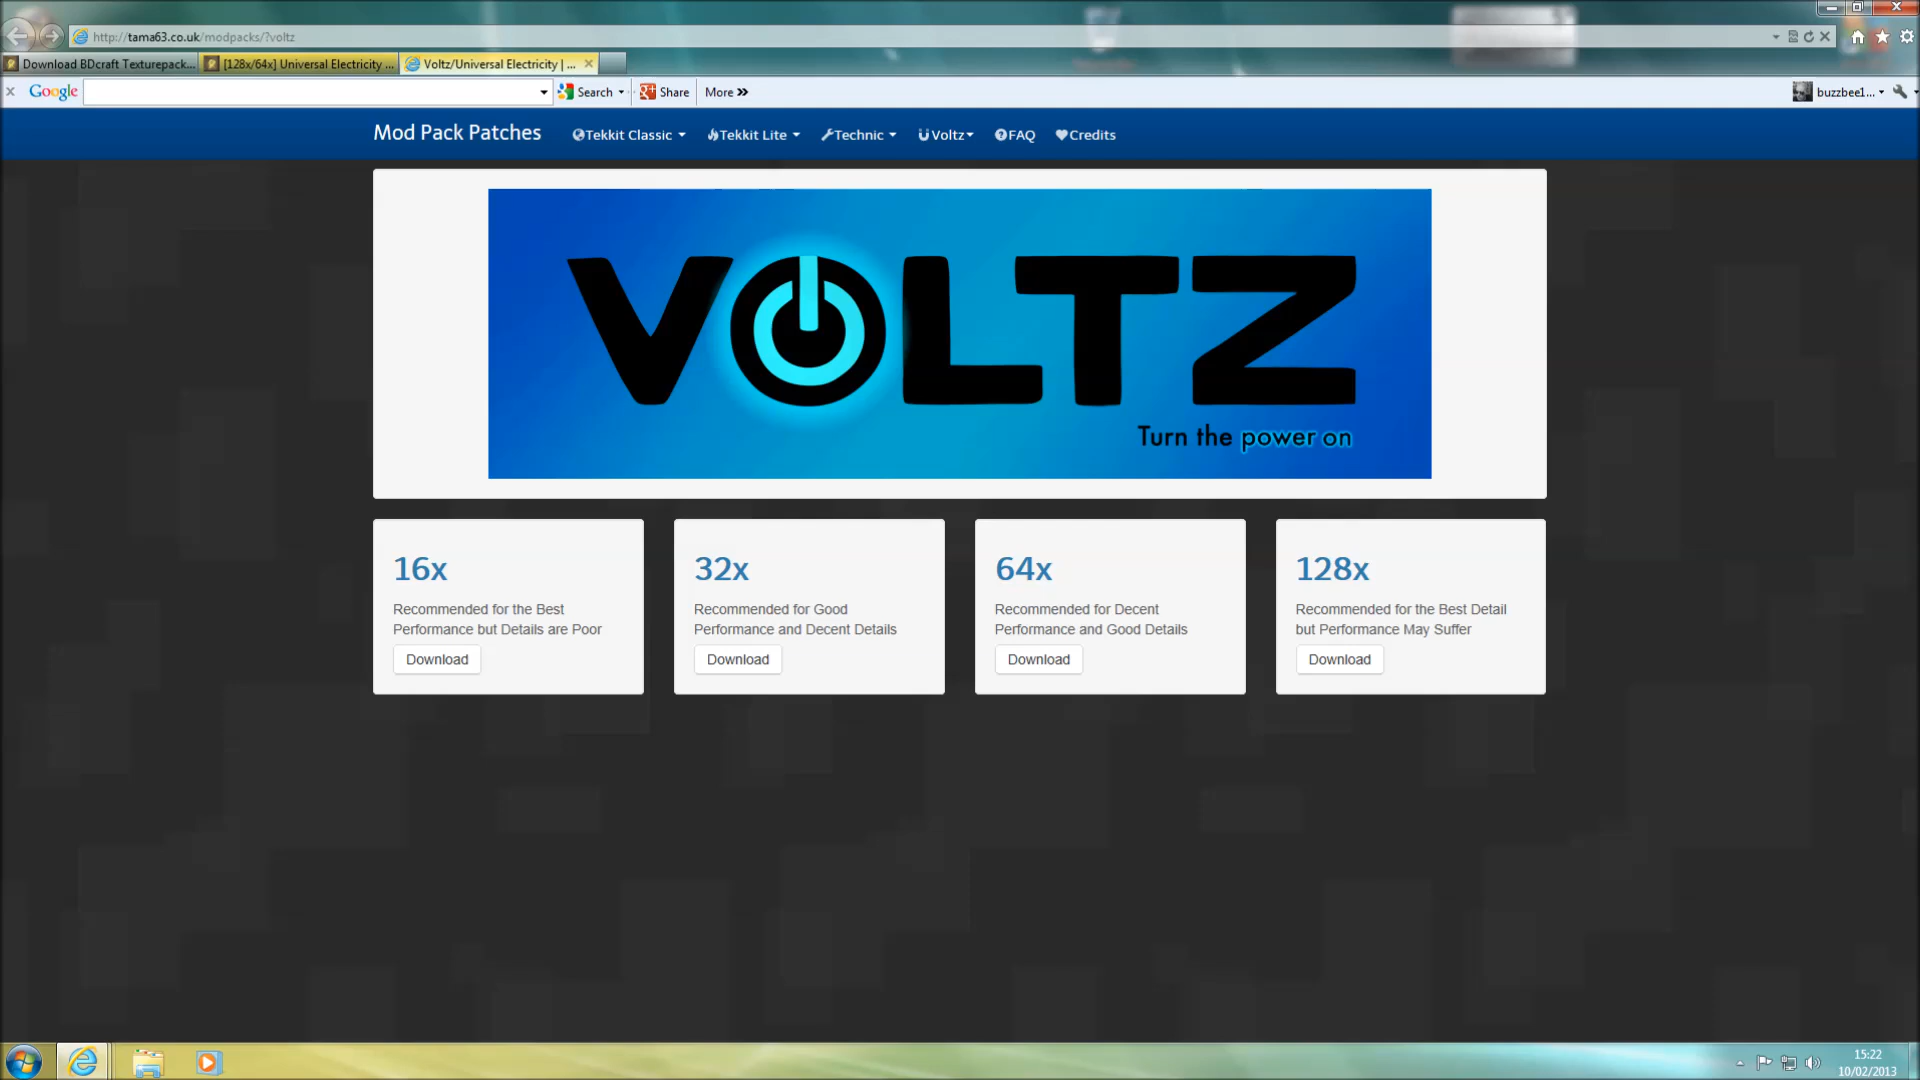 http://tama63.co.uk/modpacks/?voltz
Download BDcraft Texturepack...
[128x/64x] Universal Electricity ...
Voltz/Universal Electricity | ...
Google
Search
Share
More »
buzzbee1...
Mod Pack Patches
Tekkit Classic
Tekkit Lite
Technic
Voltz
FAQ
Credits
VOLTZ
Turn the power on
16x
Recommended for the Best
Performance but Details are Poor
Download
32x
Recommended for Good
Performance and Decent Details
Download
64x
Recommended for Decent
Performance and Good Details
Download
128x
Recommended for the Best Detail
but Performance May Suffer
Download
15:22
10/02/2013